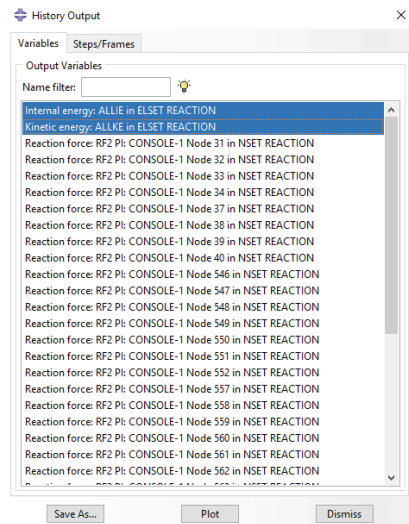 History Output
Variables Steps/Frames
Output Variables
Name filter:
Internal energy: ALLIE in ELSET REACTION
Kinetic energy: ALLKE in ELSET REACTION
Reaction force: RF2 PI: CONSOLE-1 Node 31 in NSET REACTION
Reaction force: RF2 PI: CONSOLE-1 Node 32 in NSET REACTION
Reaction force: RF2 PI: CONSOLE-1 Node 33 in NSET REACTION
Reaction force: RF2 PI: CONSOLE-1 Node 34 in NSET REACTION
Reaction force: RF2 PI: CONSOLE-1 Node 37 in NSET REACTION
Reaction force: RF2 PI: CONSOLE-1 Node 38 in NSET REACTION
Reaction force: RF2 PI: CONSOLE-1 Node 39 in NSET REACTION
Reaction force: RF2 PI: CONSOLE-1 Node 40 in NSET REACTION
Reaction force: RF2 PI: CONSOLE-1 Node 546 in NSET REACTION
Reaction force: RF2 PI: CONSOLE-1 Node 547 in NSET REACTION
Reaction force: RF2 PI: CONSOLE-1 Node 548 in NSET REACTION
Reaction force: RF2 PI: CONSOLE-1 Node 549 in NSET REACTION
Reaction force: RF2 PI: CONSOLE-1 Node 550 in NSET REACTION
Reaction force: RF2 PI: CONSOLE-1 Node 551 in NSET REACTION
Reaction force: RF2 PI: CONSOLE-1 Node 552 in NSET REACTION
Reaction force: RF2 PI: CONSOLE-1 Node 557 in NSET REACTION
Reaction force: RF2 PI: CONSOLE-1 Node 558 in NSET REACTION
Reaction force: RF2 PI: CONSOLE-1 Node 559 in NSET REACTION
Reaction force: RF2 PI: CONSOLE-1 Node 560 in NSET REACTION
Reaction force: RF2 PI: CONSOLE-1 Node 561 in NSET REACTION
Reaction force: RF2 PI: CONSOLE-1 Node 562 in NSET REACTION
Save As... Plot Dismiss